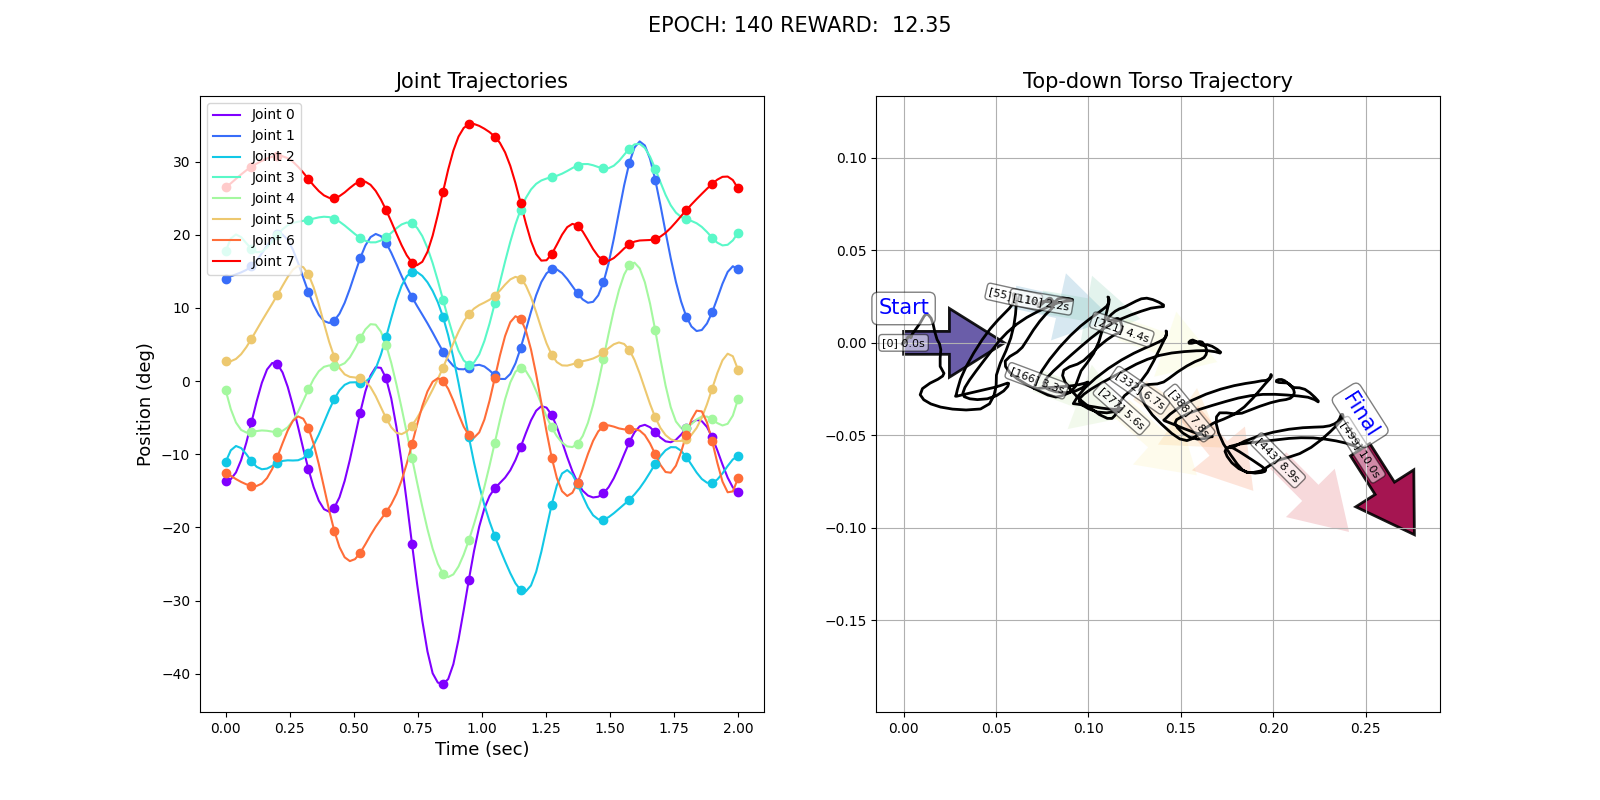 EPOCH: 140 REWARD:  12.35
Joint Trajectories
Joint 0
Joint 1
Joint 2
Joint 3
Joint 4
Joint 5
Joint 6
Joint 7
Position (deg)
30
20
10
0
−10
−20
−30
−40
0.00 0.25 0.50 0.75 1.00 1.25 1.50 1.75 2.00
Time (sec)
Top-down Torso Trajectory
0.10
0.05
0.00
−0.05
−0.10
−0.15
0.00 0.05 0.10 0.15 0.20 0.25
Start
[0] 0.0s
[55]
[110] 2.2s
[166] 3.3s
[221] 4.4s
[277] 5.6s
[332] 6.7s
[388] 7.8s
[443] 8.9s
[499] 10.0s
Final